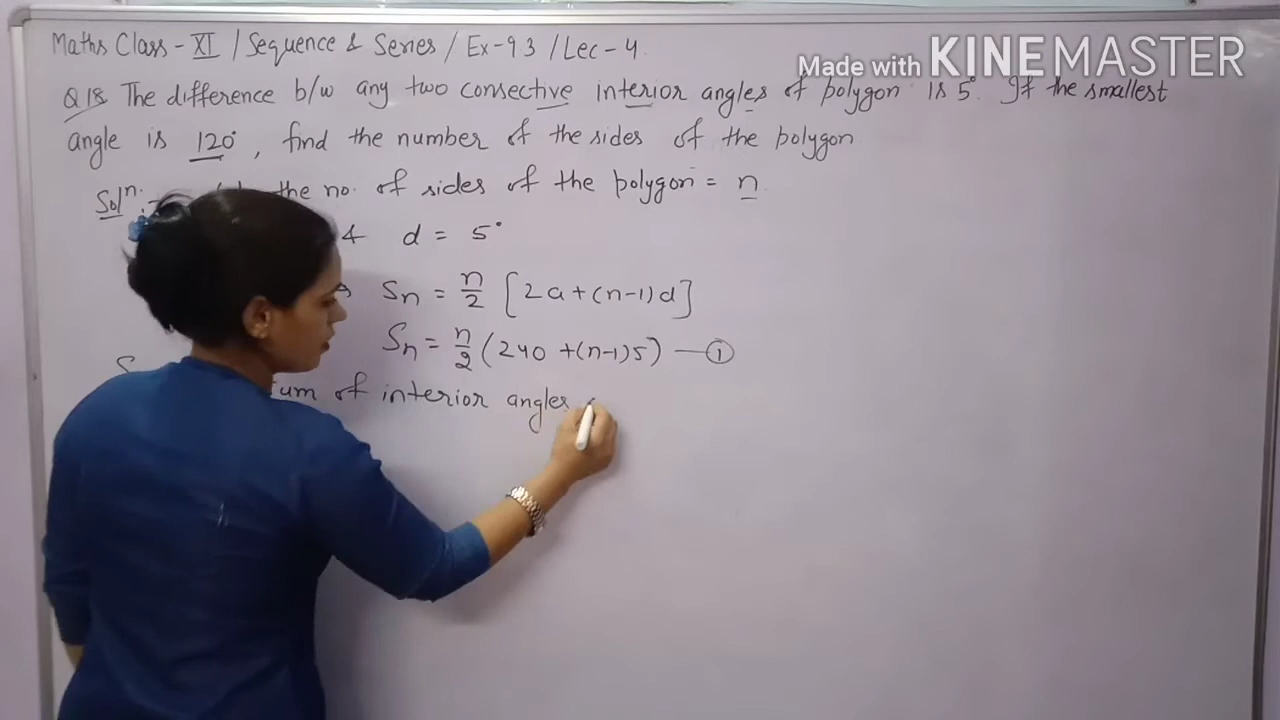 Maths Class - XI / Sequence & Series / Ex-9.3 / Lec-4
Made with KINEMASTER
Q18 The difference b/w any two consective interior angles of polygon is 5°. If the smallest
angle is 120°, find the number of the sides of the polygon
Solⁿ:- the no. of sides of the polygon = n
& d = 5°
Sn = n/2 [2a+(n-1)d]
Sn = n/2 (240 +(n-1)5) — ①
sum of interior angles